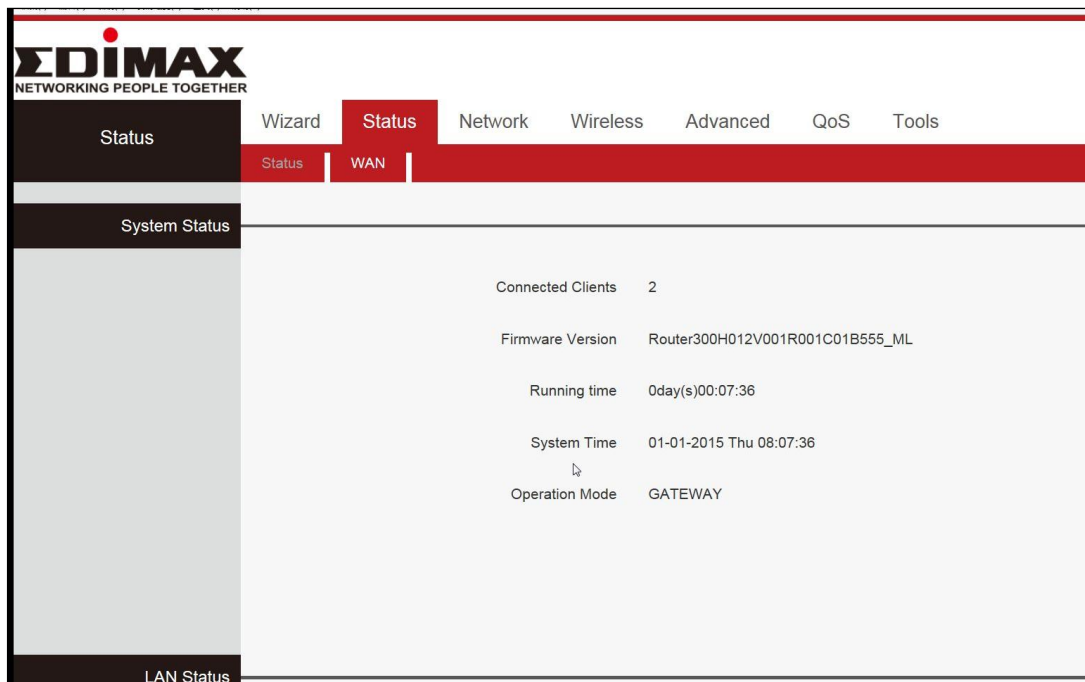 EDIMAX
NETWORKING PEOPLE TOGETHER
Status
Wizard Status Network Wireless Advanced QoS Tools
Status WAN
System Status
Connected Clients 2
Firmware Version Router300H012V001R001C01B555_ML
Running time 0day(s)00:07:36
System Time 01-01-2015 Thu 08:07:36
Operation Mode GATEWAY
LAN Status